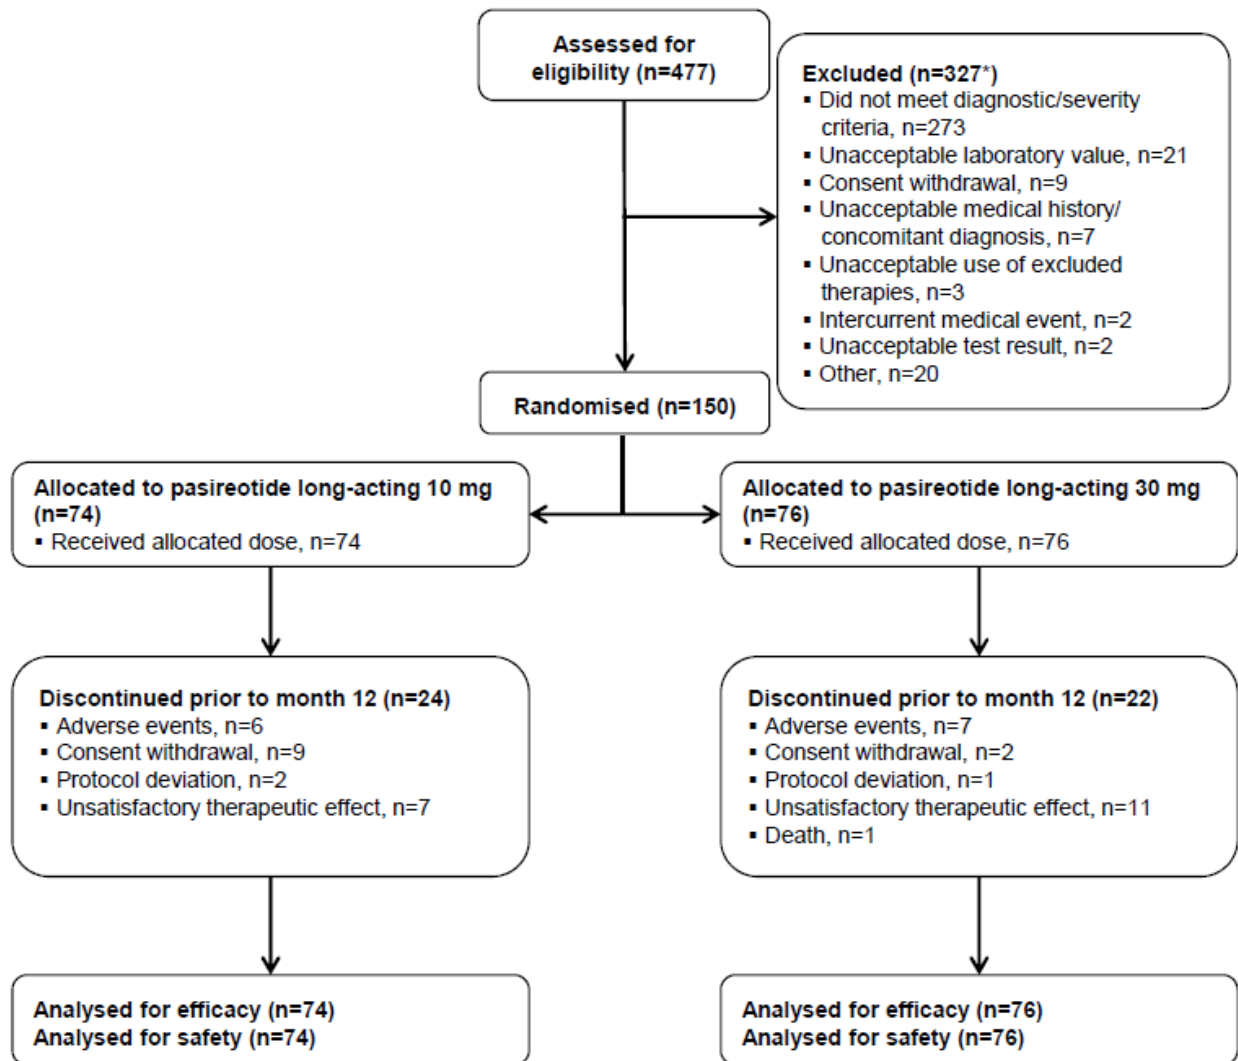 Assessed for
eligibility (n=477)
Excluded (n=327*)
▪ Did not meet diagnostic/severity
criteria, n=273
▪ Unacceptable laboratory value, n=21
▪ Consent withdrawal, n=9
▪ Unacceptable medical history/
concomitant diagnosis, n=7
▪ Unacceptable use of excluded
therapies, n=3
▪ Intercurrent medical event, n=2
▪ Unacceptable test result, n=2
▪ Other, n=20
Randomised (n=150)
Allocated to pasireotide long-acting 10 mg
(n=74)
▪ Received allocated dose, n=74
Allocated to pasireotide long-acting 30 mg
(n=76)
▪ Received allocated dose, n=76
Discontinued prior to month 12 (n=24)
▪ Adverse events, n=6
▪ Consent withdrawal, n=9
▪ Protocol deviation, n=2
▪ Unsatisfactory therapeutic effect, n=7
Discontinued prior to month 12 (n=22)
▪ Adverse events, n=7
▪ Consent withdrawal, n=2
▪ Protocol deviation, n=1
▪ Unsatisfactory therapeutic effect, n=11
▪ Death, n=1
Analysed for efficacy (n=74)
Analysed for safety (n=74)
Analysed for efficacy (n=76)
Analysed for safety (n=76)